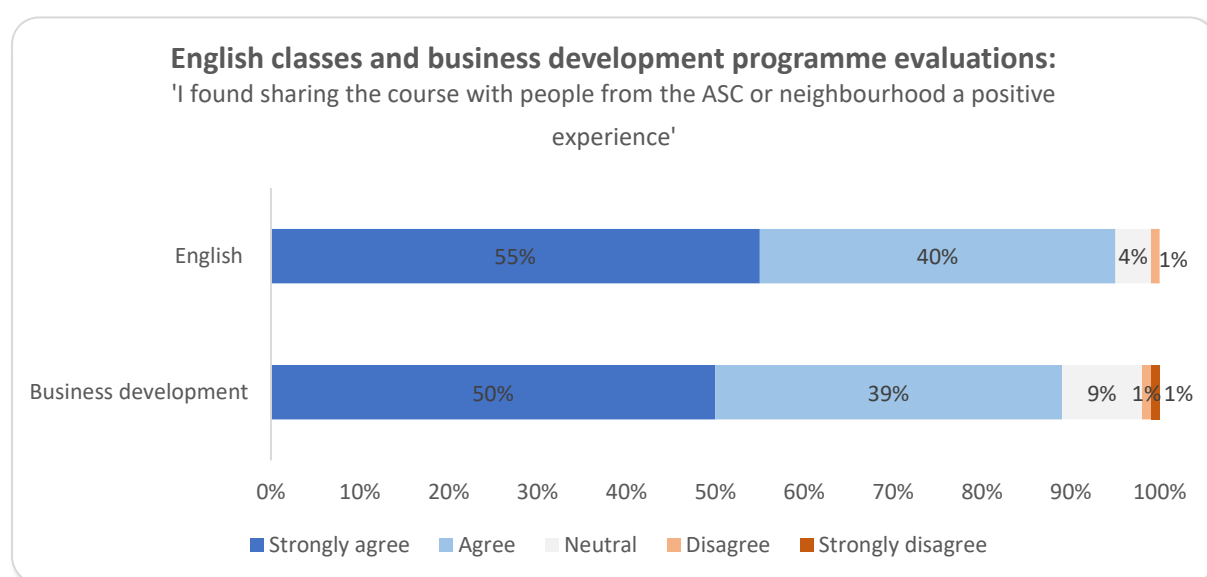 English classes and business development programme evaluations:
'I found sharing the course with people from the ASC or neighbourhood a positive
experience'
English
55%
40%
4%
1%
Business development
50%
39%
9%
1%
1%
0%
10%
20%
30%
40%
50%
60%
70%
80%
90%
100%
Strongly agree
Agree
Neutral
Disagree
Strongly disagree